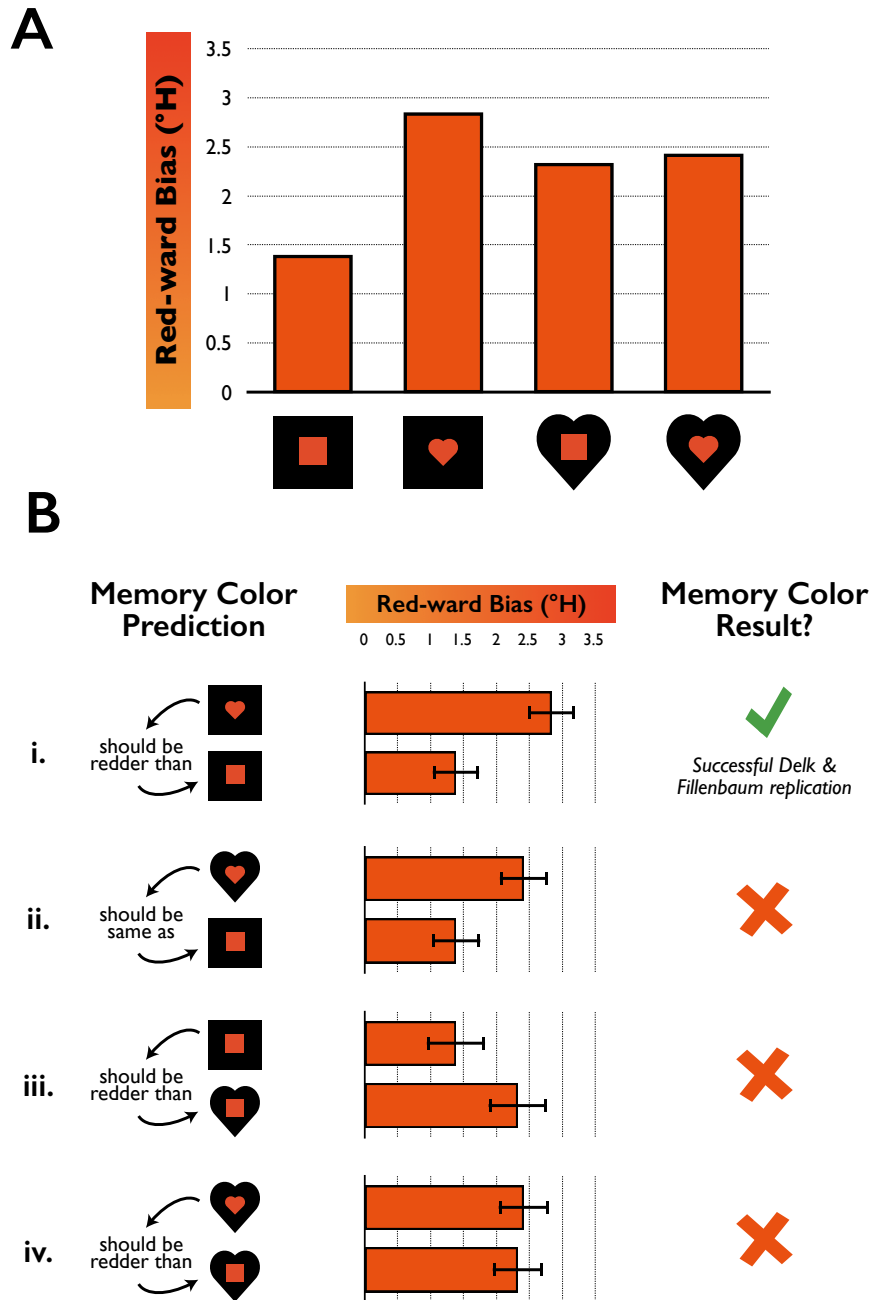 A
Red-ward Bias (°H)
3.5
3
2.5
2
1.5
1
0.5
0
B
Memory Color
Prediction
Red-ward Bias (°H)
0 0.5 1 1.5 2 2.5 3 3.5
Memory Color
Result?
i.
should be
redder than
Successful Delk &
Fillenbaum replication
ii.
should be
same as
iii.
should be
redder than
iv.
should be
redder than